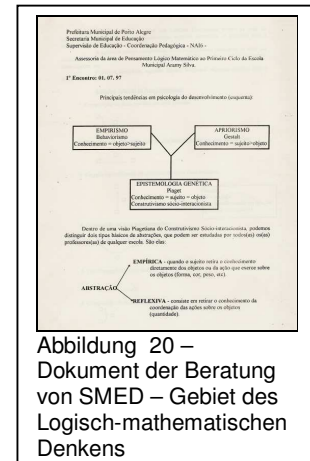 Prefeitura Municipal de Porto Alegre
Secretaria Municipal de Educação
Supervisão de Educação - Coordenação Pedagógica - NAI6 -
Assessoria da área de Pensamento Lógico Matemático ao Primeiro Ciclo da Escola
Municipal Aramy Silva.
1º Encontro: 01. 07. 97
Principais tendências em psicologia do desenvolvimento (esquema)
EMPIRISMO
Behaviorismo
Conhecimento = objeto>sujeito
APRIORISMO
Gestalt
Conhecimento = sujeito>objeto
EPISTEMOLOGIA GENÉTICA
Piaget
Conhecimento = sujeito = objeto
Construtivismo sócio-interacionista
Dentro de uma visão Piagetiana do Construtivismo Sócio-interacionista, podemos
distinguir dois tipos básicos de abstrações, que podem ser estudadas por todos(as) os(as)
professores(as) de qualquer escola. São elas:
EMPÍRICA - quando o sujeito retira o conhecimento
diretamente dos objetos ou da ação que exerce sobre
os objetos (forma, cor, peso, etc).
ABSTRAÇÃO
REFLEXIVA - consiste em retirar o conhecimento da
coordenação das ações sobre os objetos
(quantidade).
Abbildung 20 –
Dokument der Beratung
von SMED – Gebiet des
Logisch-mathematischen
Denkens